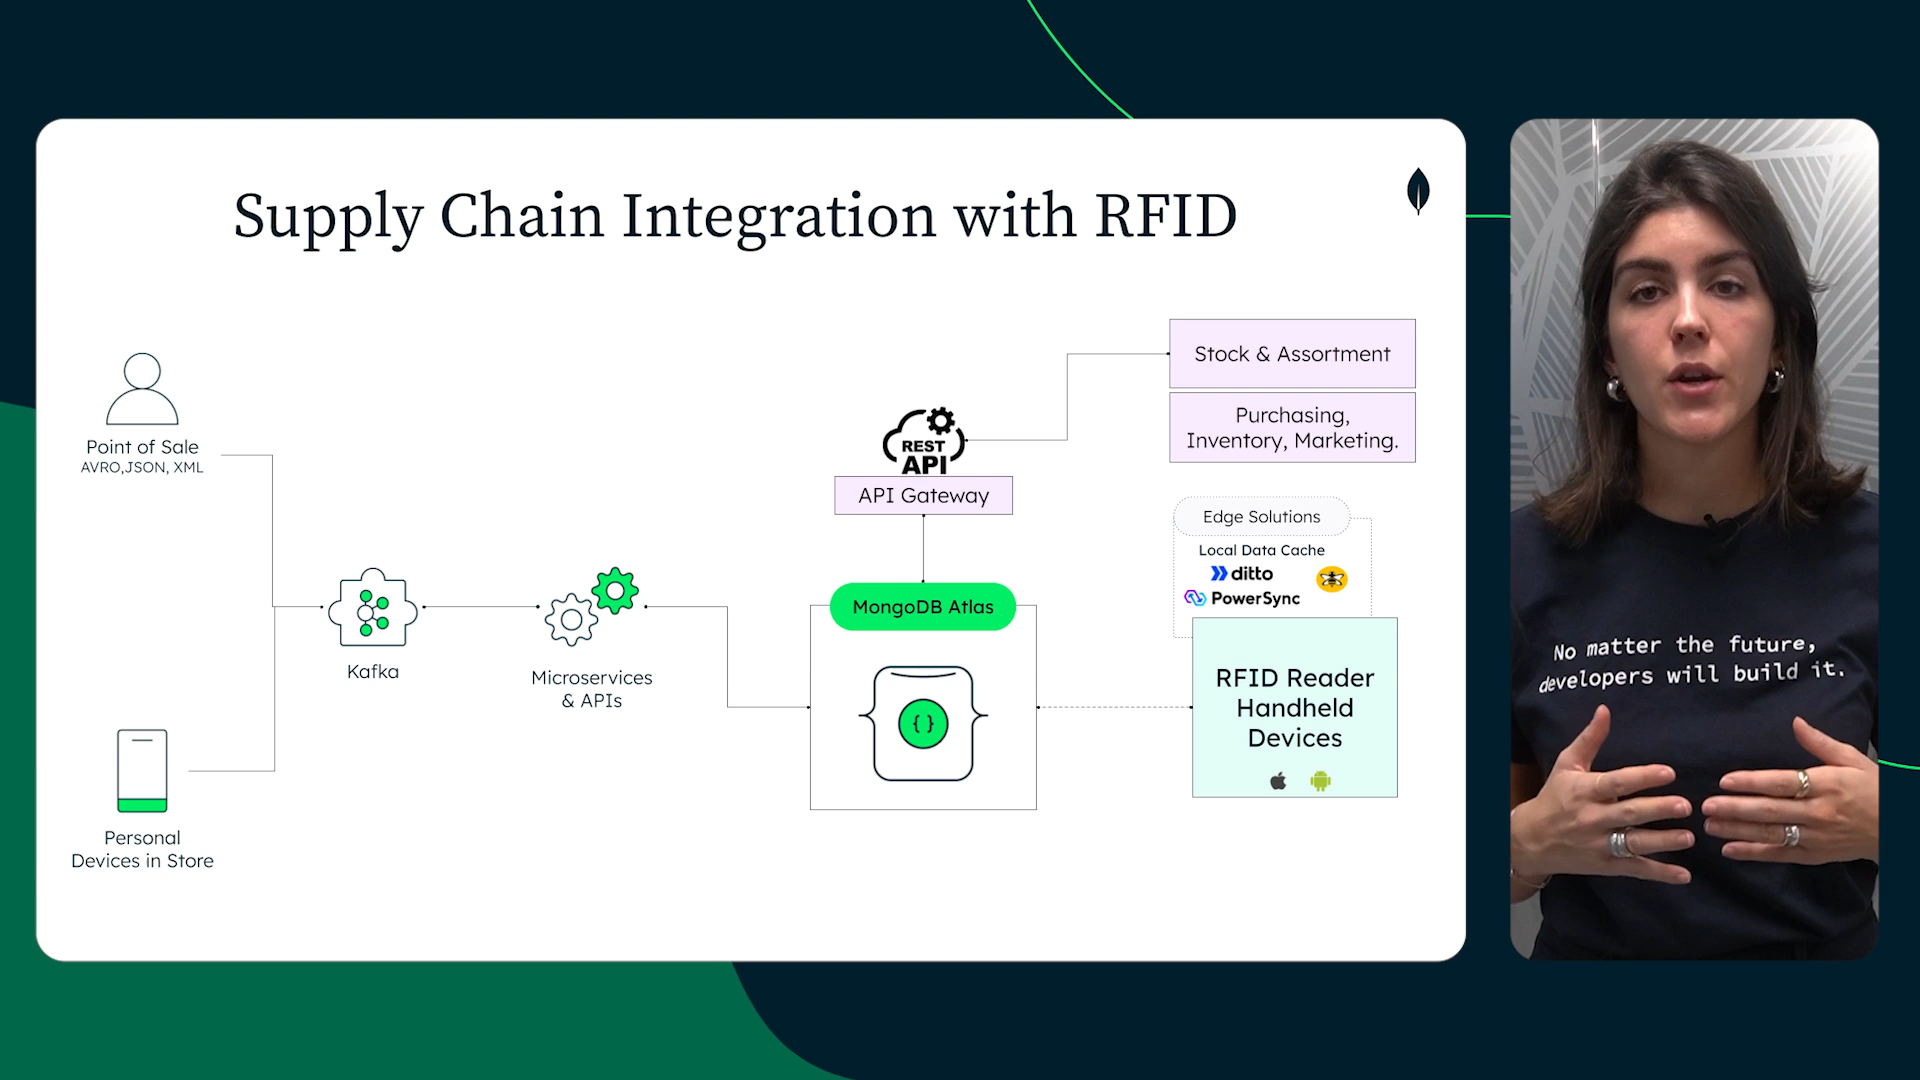 Supply Chain Integration with RFID
Point of Sale
AVRO,JSON, XML
Personal
Devices in Store
Kafka
Microservices
& APIs
REST
API
API Gateway
MongoDB Atlas
{ }
Stock & Assortment
Purchasing,
Inventory, Marketing.
Edge Solutions
Local Data Cache
ditto
PowerSync
RFID Reader
Handheld
Devices
No matter the future,
developers will build it.